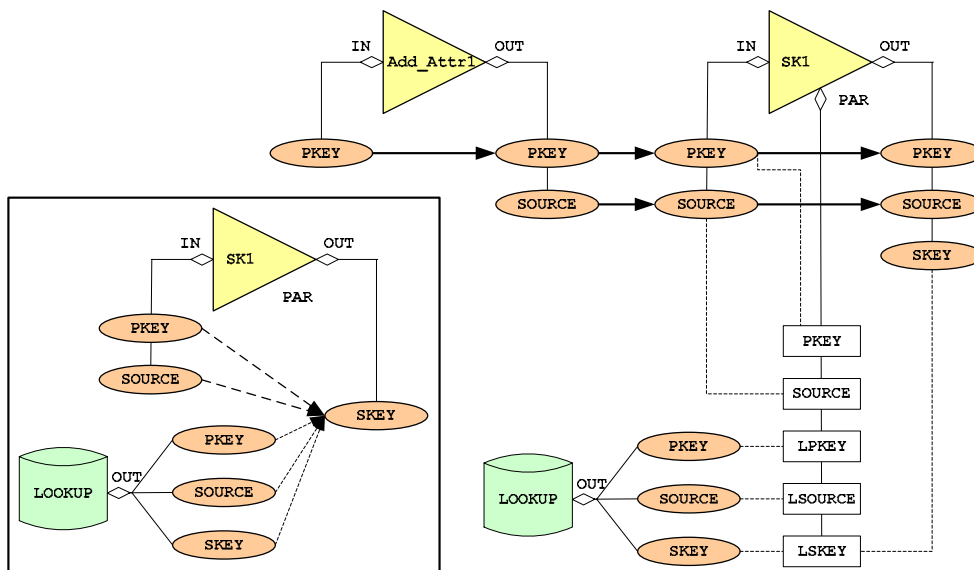 IN
OUT
Add_Attr1
IN
OUT
SK1
PAR
PKEY
PKEY
PKEY
PKEY
SOURCE
SOURCE
SOURCE
SKEY
IN
OUT
SK1
PAR
PKEY
SOURCE
SKEY
PKEY
LOOKUP
OUT
SOURCE
SKEY
PKEY
SOURCE
PKEY
LPKEY
LOOKUP
OUT
SOURCE
LSOURCE
SKEY
LSKEY